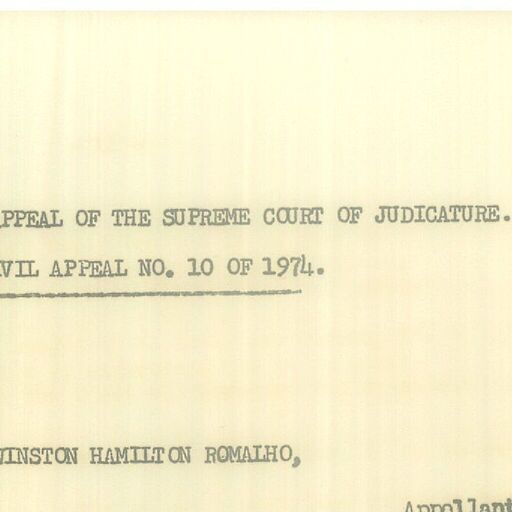 APPEAL OF THE SUPREME COURT OF JUDICATURE.
VIL APPEAL NO. 10 OF 1974.
WINSTON HAMILTON ROMALHO,
Appellant